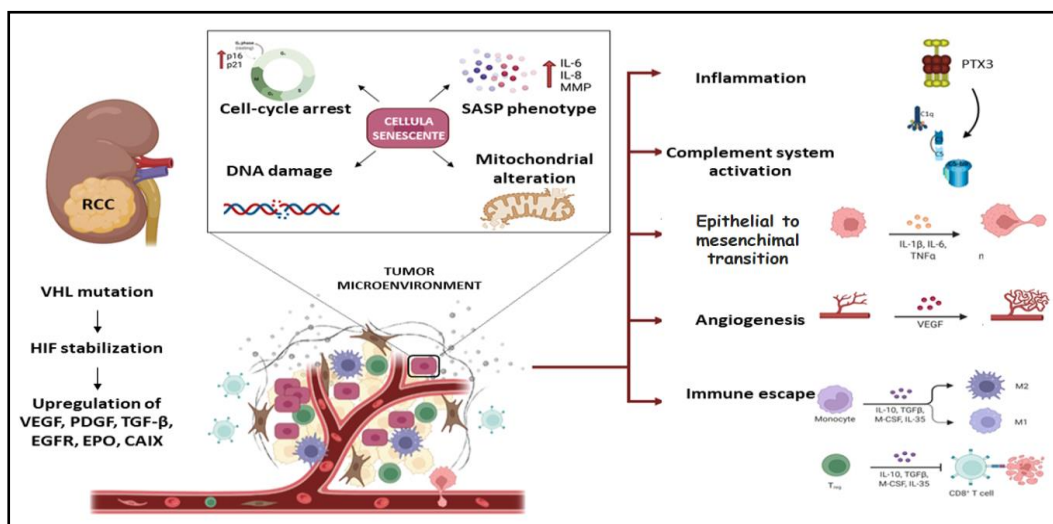 RCC
VHL mutation
HIF stabilization
Upregulation of
VEGF, PDGF, TGF-β,
EGFR, EPO, CAIX
p16
p21
Cell-cycle arrest
IL-6
IL-8
MMP
SASP phenotype
CELLULA
SENESCENTE
DNA damage
Mitochondrial
alteration
TUMOR
MICROENVIRONMENT
Inflammation
PTX3
C1q
Complement system
activation
Epithelial to
mesenchimal
transition
IL-1β, IL-6,
TNFα
n
Angiogenesis
VEGF
Immune escape
Monocyte
IL-10, TGFβ,
M-CSF, IL-35
M2
M1
Treg
IL-10, TGFβ,
M-CSF, IL-35
CD8⁺ T cell